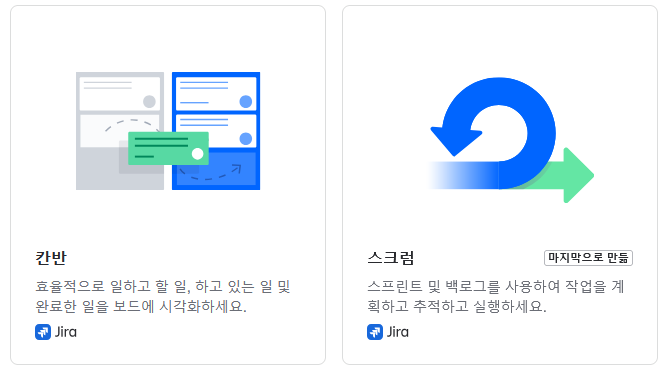 칸반
효율적으로 일하고 할 일, 하고 있는 일 및
완료한 일을 보드에 시각화하세요.
Jira
스크럼
마지막으로 만듦
스프린트 및 백로그를 사용하여 작업을 계
획하고 추적하고 실행하세요.
Jira